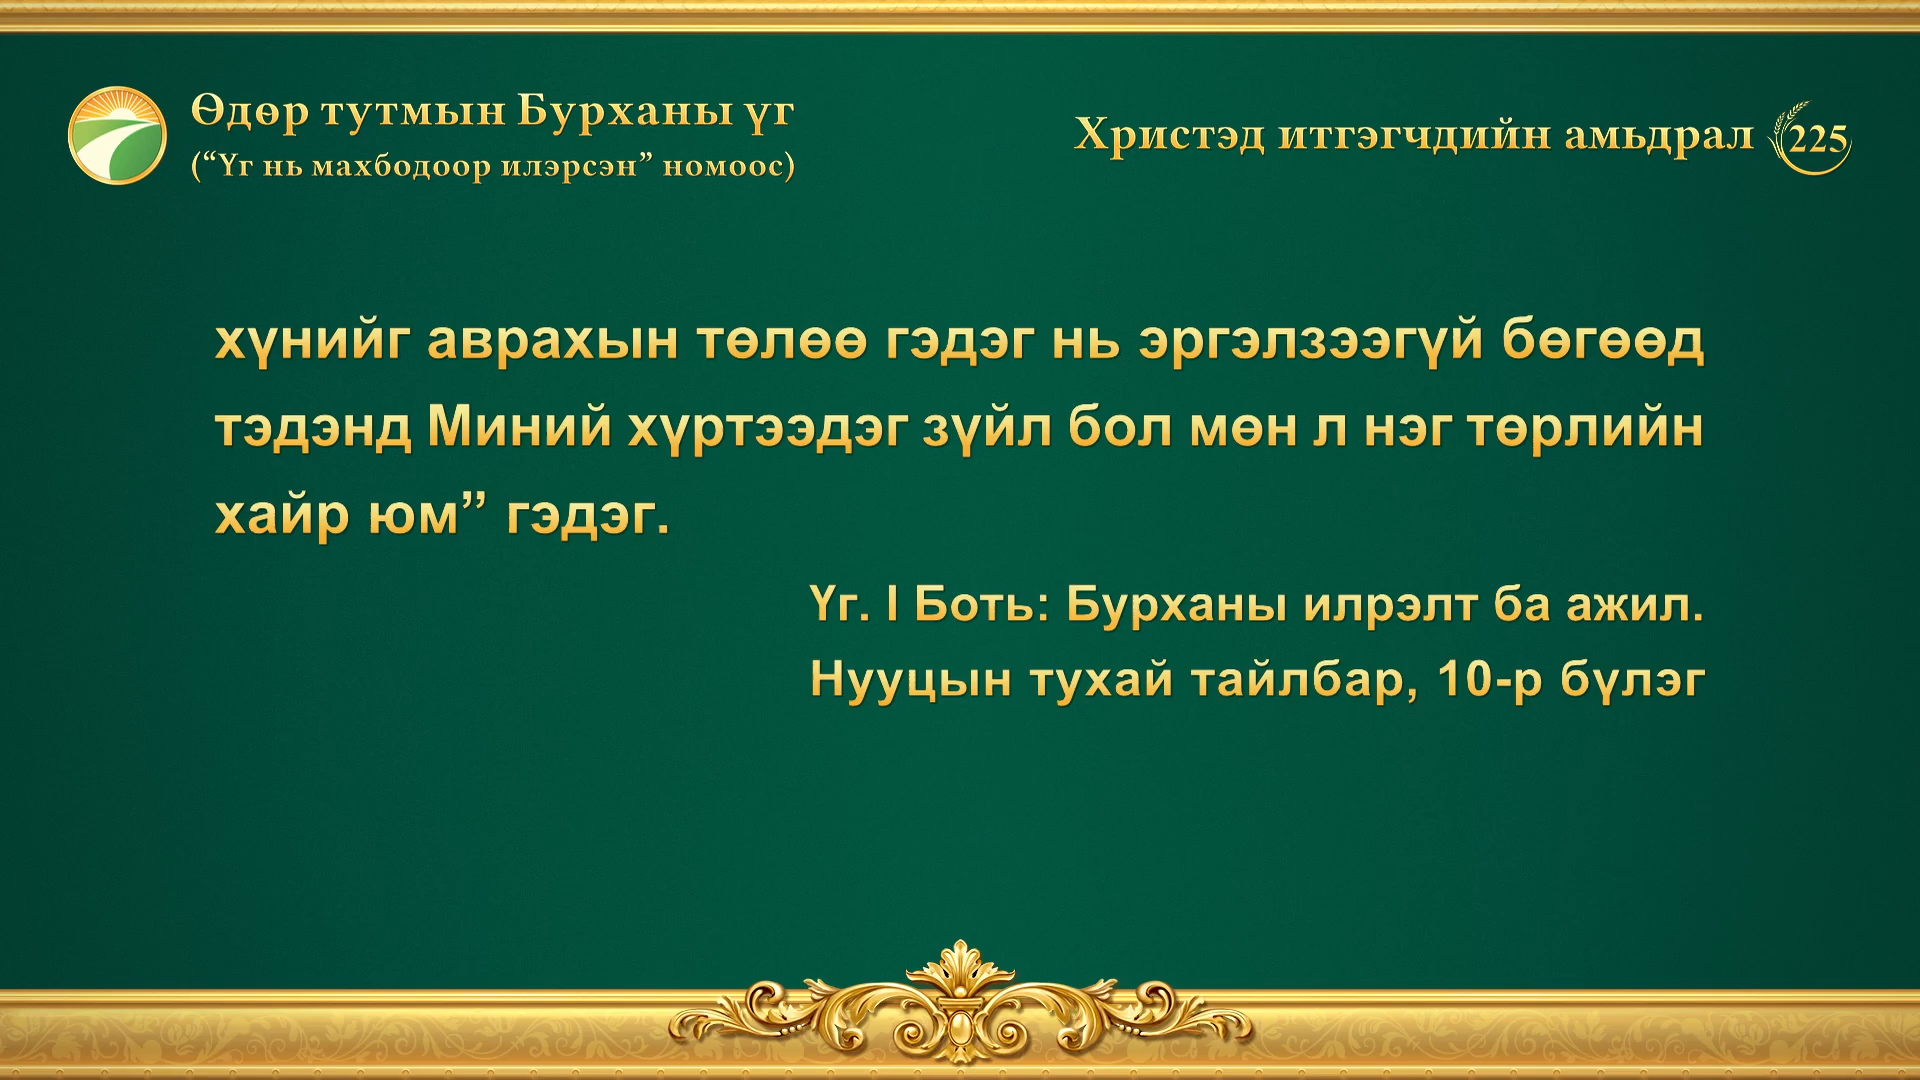 Өдөр тутмын Бурханы үг
(“Үг нь махбодоор илэрсэн” номоос)
Христэд итгэгчдийн амьдрал 225
хүнийг аврахын төлөө гэдэг нь эргэлзээгүй бөгөөд
тэдэнд Миний хүртээдэг зүйл бол мөн л нэг төрлийн
хайр юм” гэдэг.
Үг. I Боть: Бурханы илрэлт ба ажил.
Нууцын тухай тайлбар, 10-р бүлэг